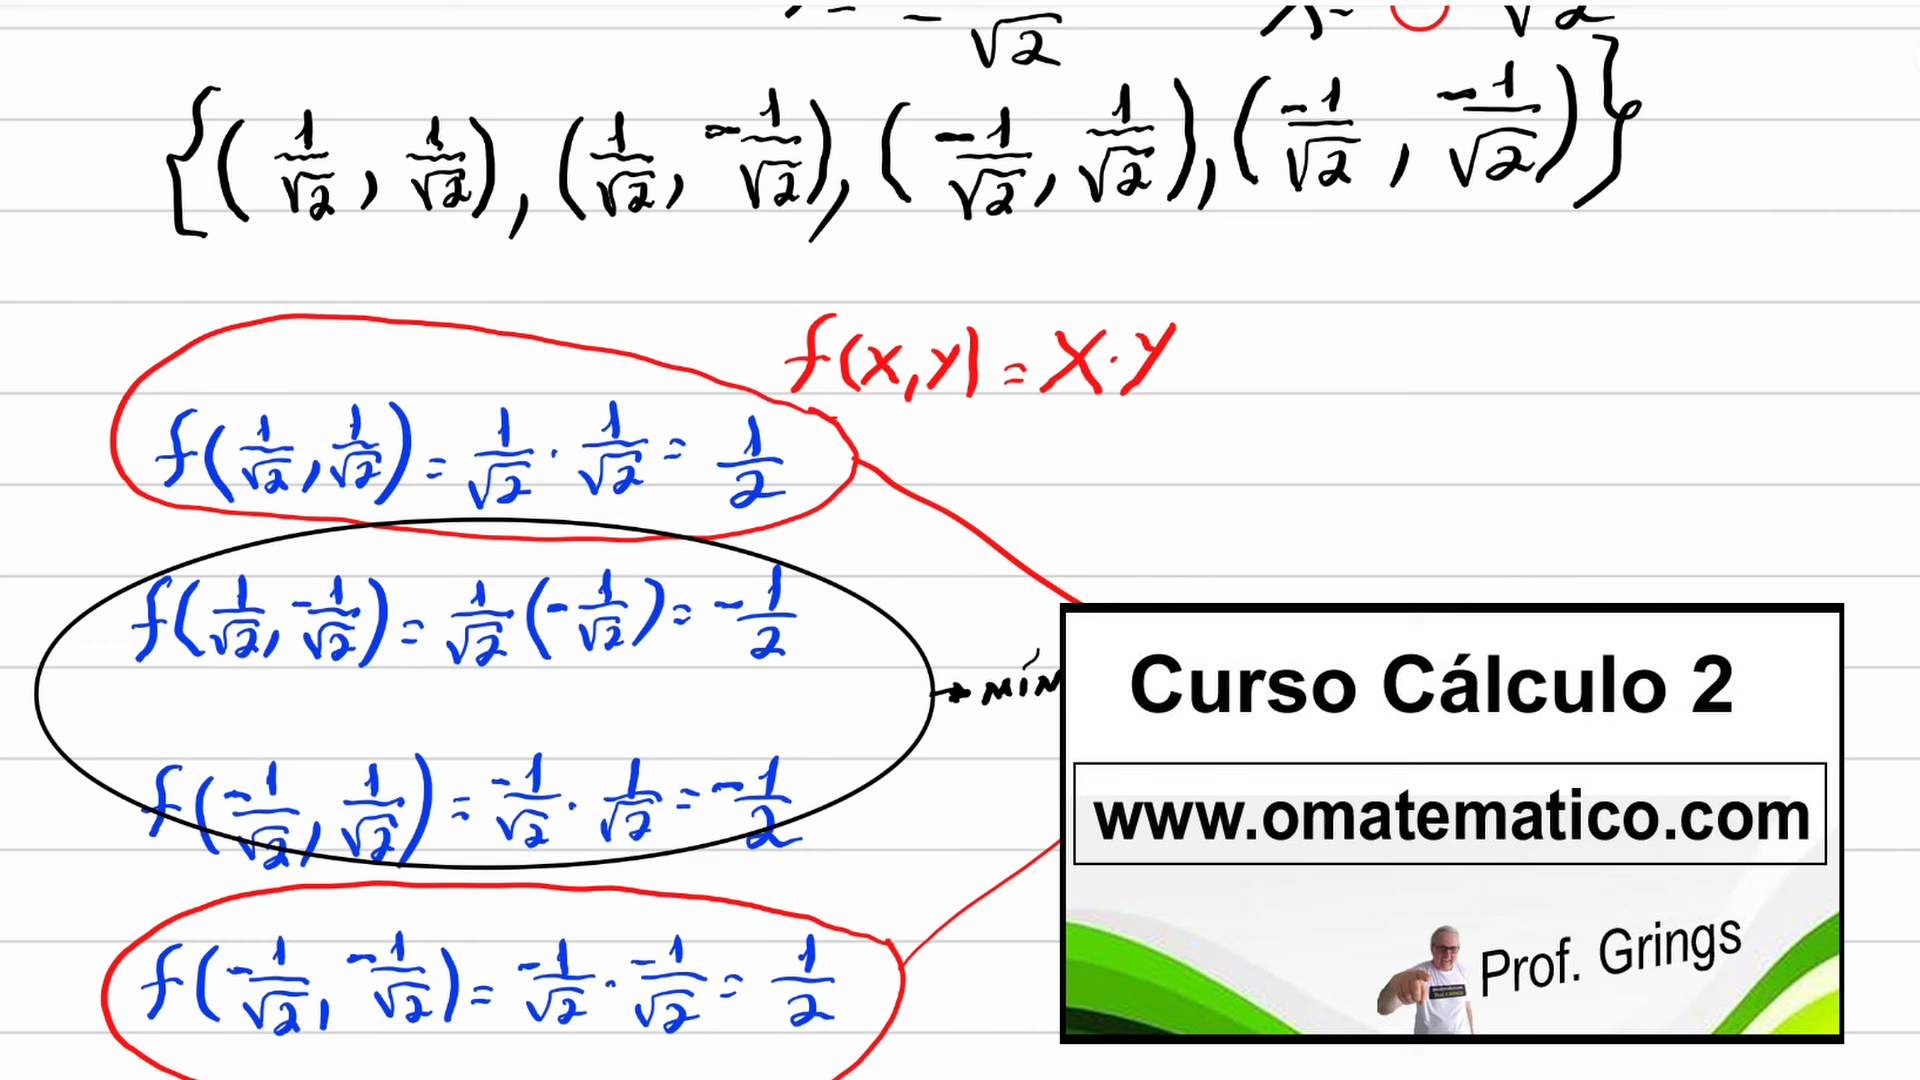 √2 √2
{(1/√2, 1/√2), (1/√2, -1/√2), (-1/√2, 1/√2), (-1/√2, -1/√2)}
f(x,y) = x·y
f(1/√2, 1/√2) = 1/√2 · 1/√2 = 1/2
f(1/√2, -1/√2) = 1/√2 (-1/√2) = -1/2
→ mín
f(-1/√2, 1/√2) = -1/√2 · 1/√2 = -1/2
f(-1/√2, -1/√2) = -1/√2 · -1/√2 = 1/2
Curso Cálculo 2
www.omatematico.com
Prof. Grings